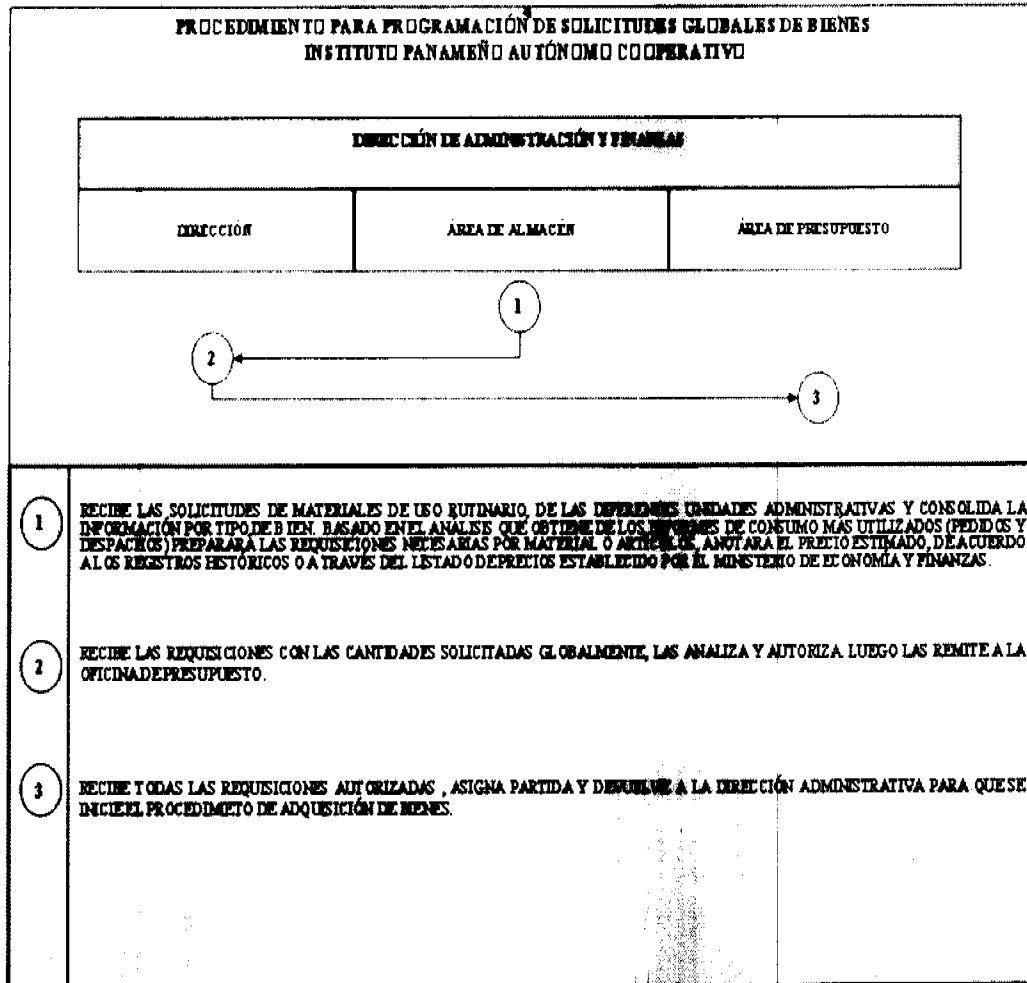 PROCEDIMIENTO PARA PROGRAMACIÓN DE SOLICITUDES GLOBALES DE BIENES
INSTITUTO PANAMEÑO AUTÓNOMO COOPERATIVO
DIRECCIÓN DE ADMINISTRACIÓN Y FINANZAS
DIRECCIÓN
ÁREA DE ALMACÉN
ÁREA DE PRESUPUESTO
1
2
3
1
RECIBE LAS SOLICITUDES DE MATERIALES DE USO RUTINARIO, DE LAS DIFERENTES UNIDADES ADMINISTRATIVAS Y CONSOLIDA LA
INFORMACIÓN POR TIPO DE BIEN. BASADO EN EL ANALISIS QUE OBTIENE DE LOS INFORMES DE CONSUMO MAS UTILIZADOS (PEDIDOS Y
DESPACHOS) PREPARARA LAS REQUISICIONES NECESARIAS POR MATERIAL O ARTICULOS, ANOTARA EL PRECIO ESTIMADO, DE ACUERDO
A LOS REGISTROS HISTÓRICOS O A TRAVÉS DEL LISTADO DE PRECIOS ESTABLECIDO POR EL MINISTERIO DE ECONOMÍA Y FINANZAS.
2
RECIBE LAS REQUISICIONES CON LAS CANTIDADES SOLICITADAS GLOBALMENTE, LAS ANALIZA Y AUTORIZA. LUEGO LAS REMITE A LA
OFICINA DE PRESUPUESTO.
3
RECIBE TODAS LAS REQUISICIONES AUTORIZADAS , ASIGNA PARTIDA Y DEVUELVE A LA DIRECCIÓN ADMINISTRATIVA PARA QUE SE
INICIE EL PROCEDIMETO DE ADQUISICIÓN DE BIENES.